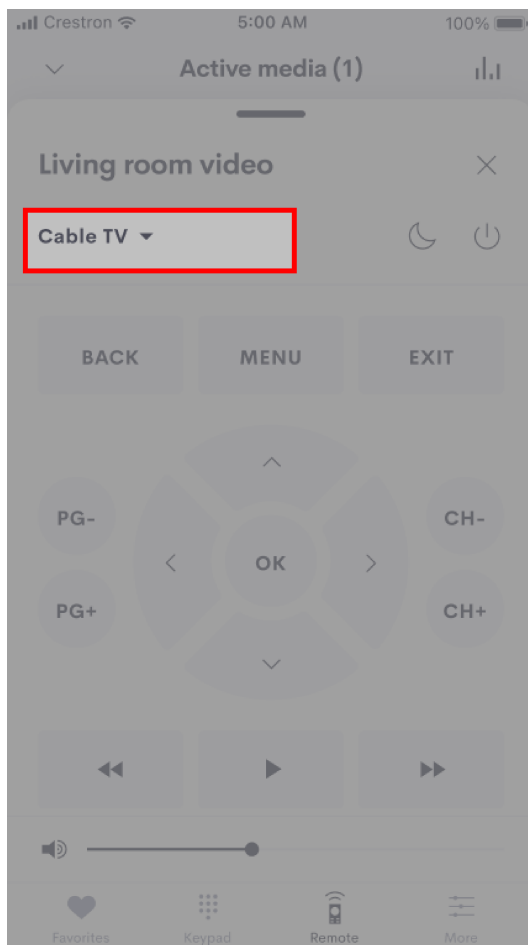 Crestron 5:00 AM 100%
Active media (1)
Living room video
Cable TV
BACK MENU EXIT
PG- CH-
OK
PG+ CH+
Favorites Keypad Remote More